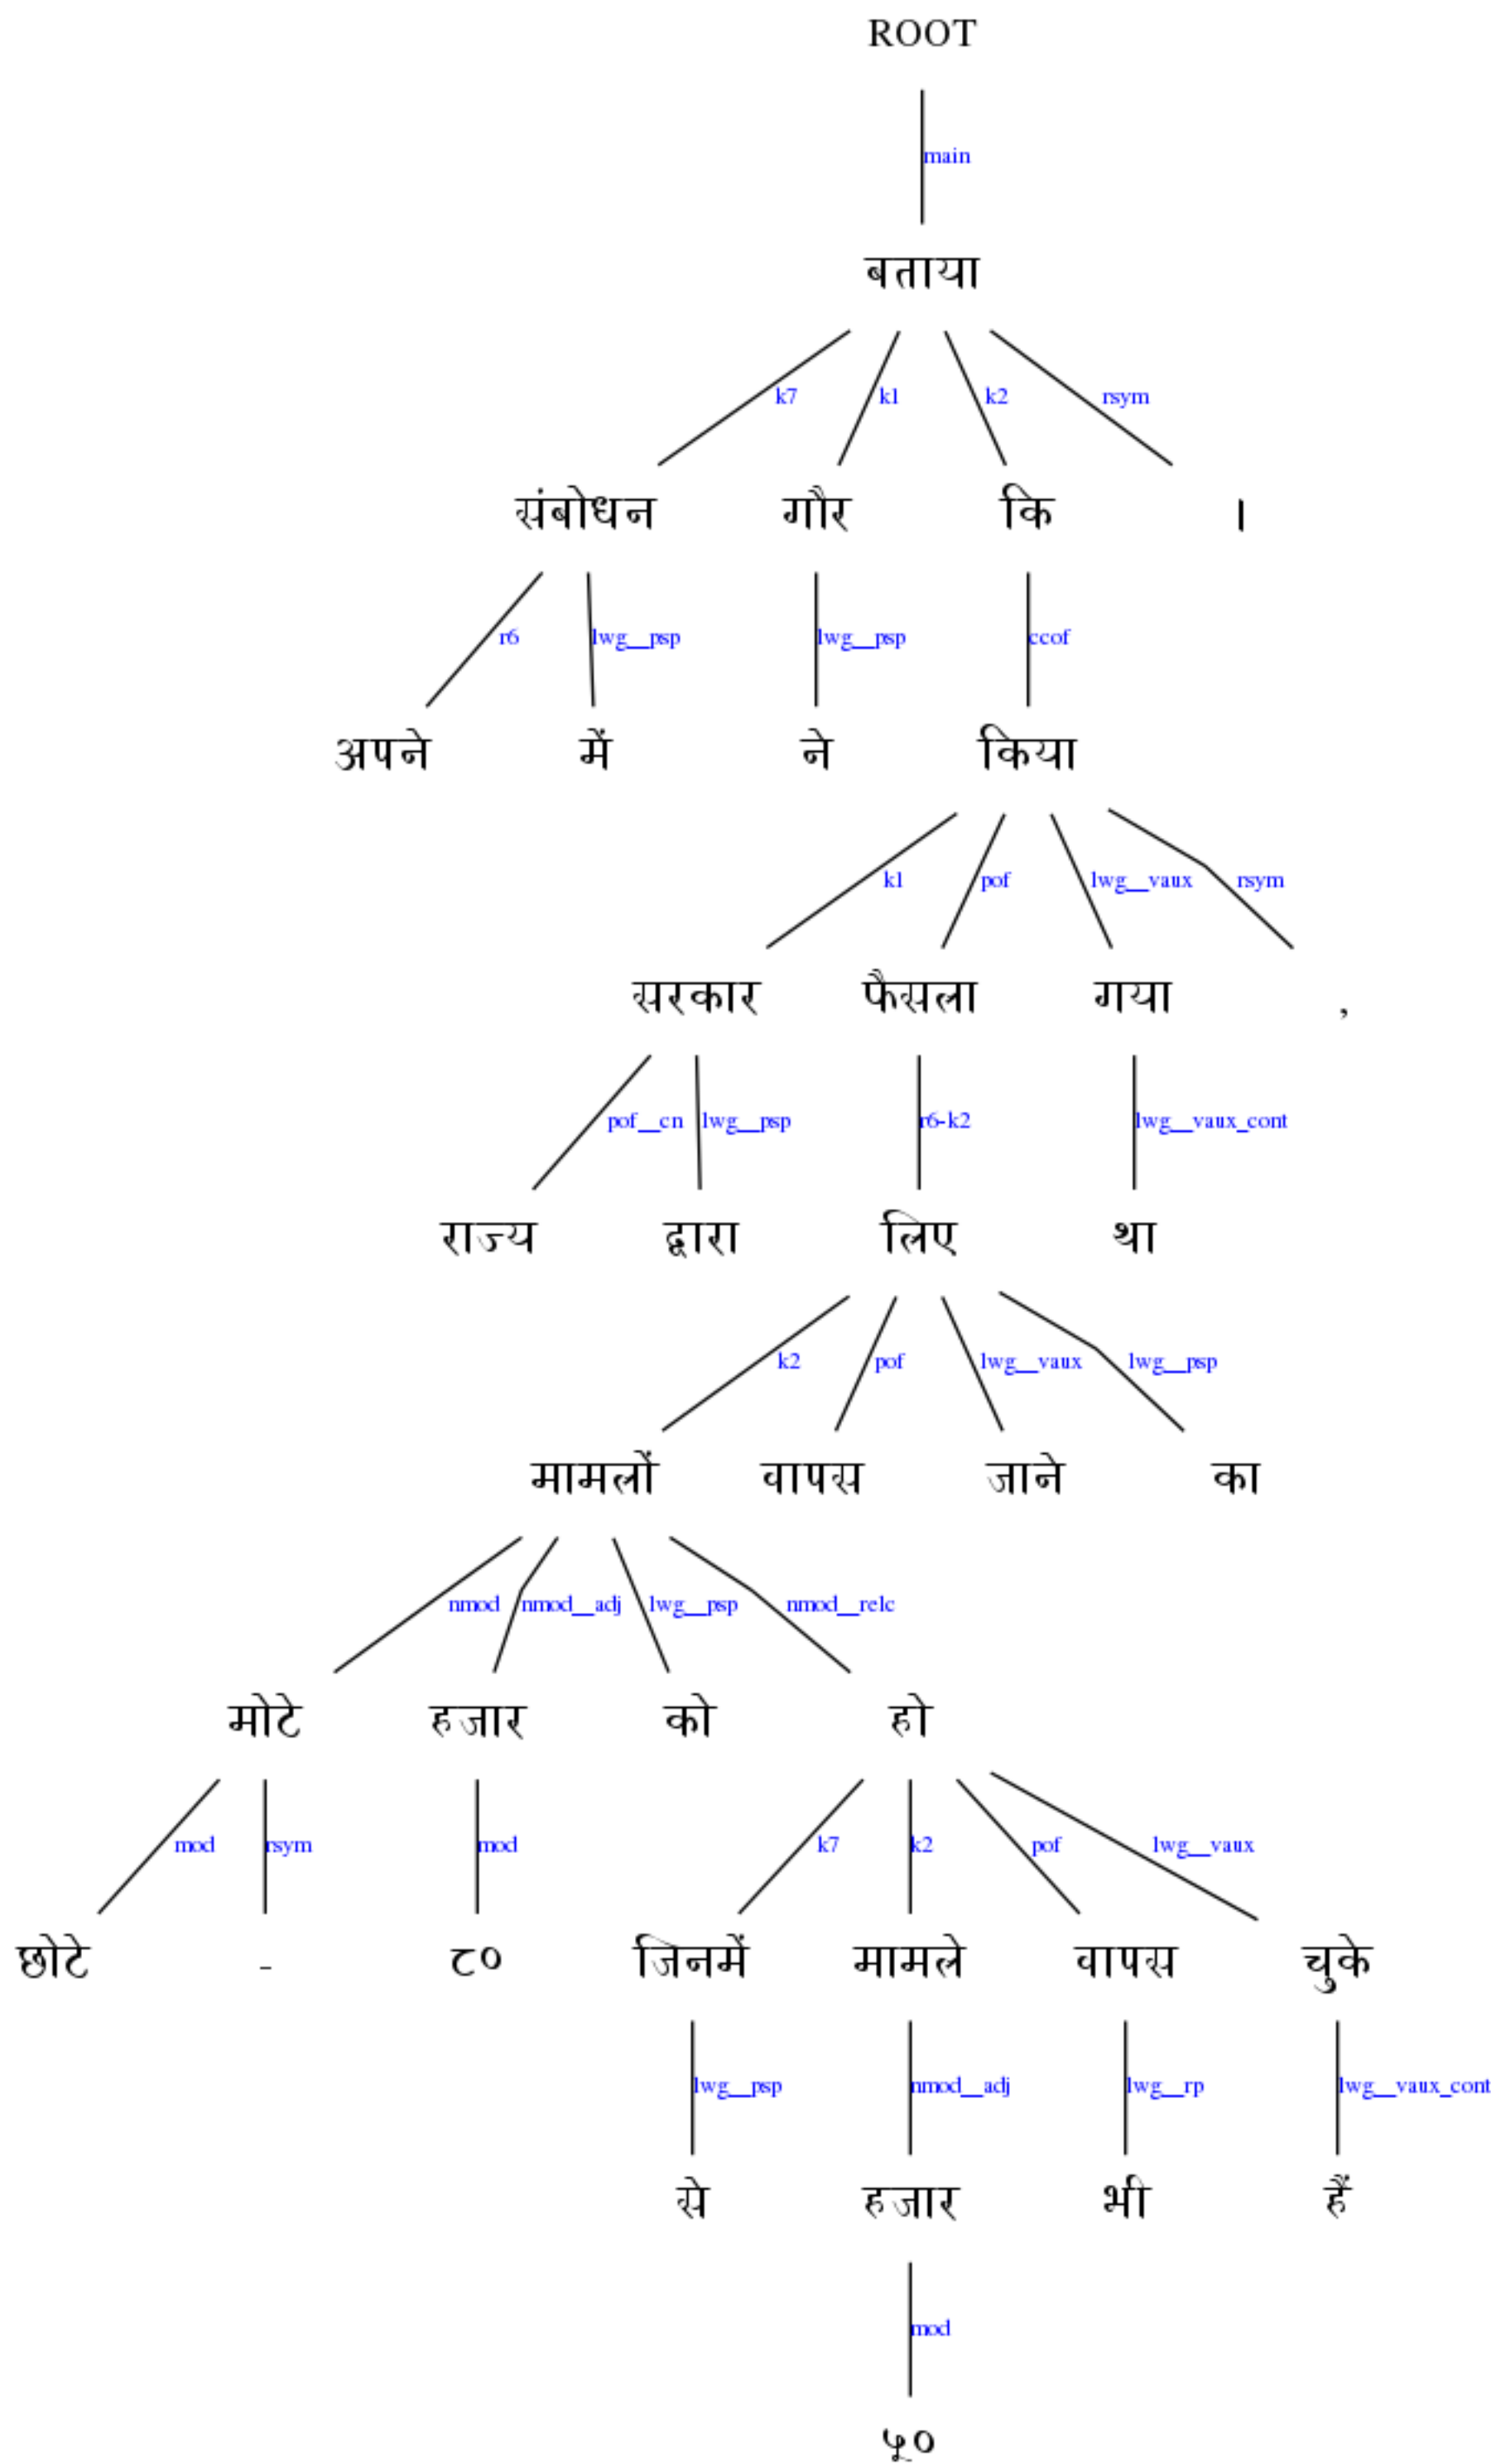 ROOT
main
बताया
k7 k1 k2 rsym
संबोधन गौर कि ।
r6 lwg__psp lwg__psp ccof
अपने में ने किया
k1 pof lwg__vaux rsym
सरकार फैसला गया ,
pof__cn lwg__psp r6-k2 lwg__vaux_cont
राज्य द्वारा लिए था
k2 pof lwg__vaux lwg__psp
मामलों वापस जाने का
nmod nmod__adj lwg__psp nmod__relc
मोटे हजार को हो
mod rsym mod k7 k2 pof lwg__vaux
छोटे - ८० जिनमें मामले वापस चुके
lwg__psp nmod__adj lwg__rp lwg__vaux_cont
से हजार भी हैं
mod
५०